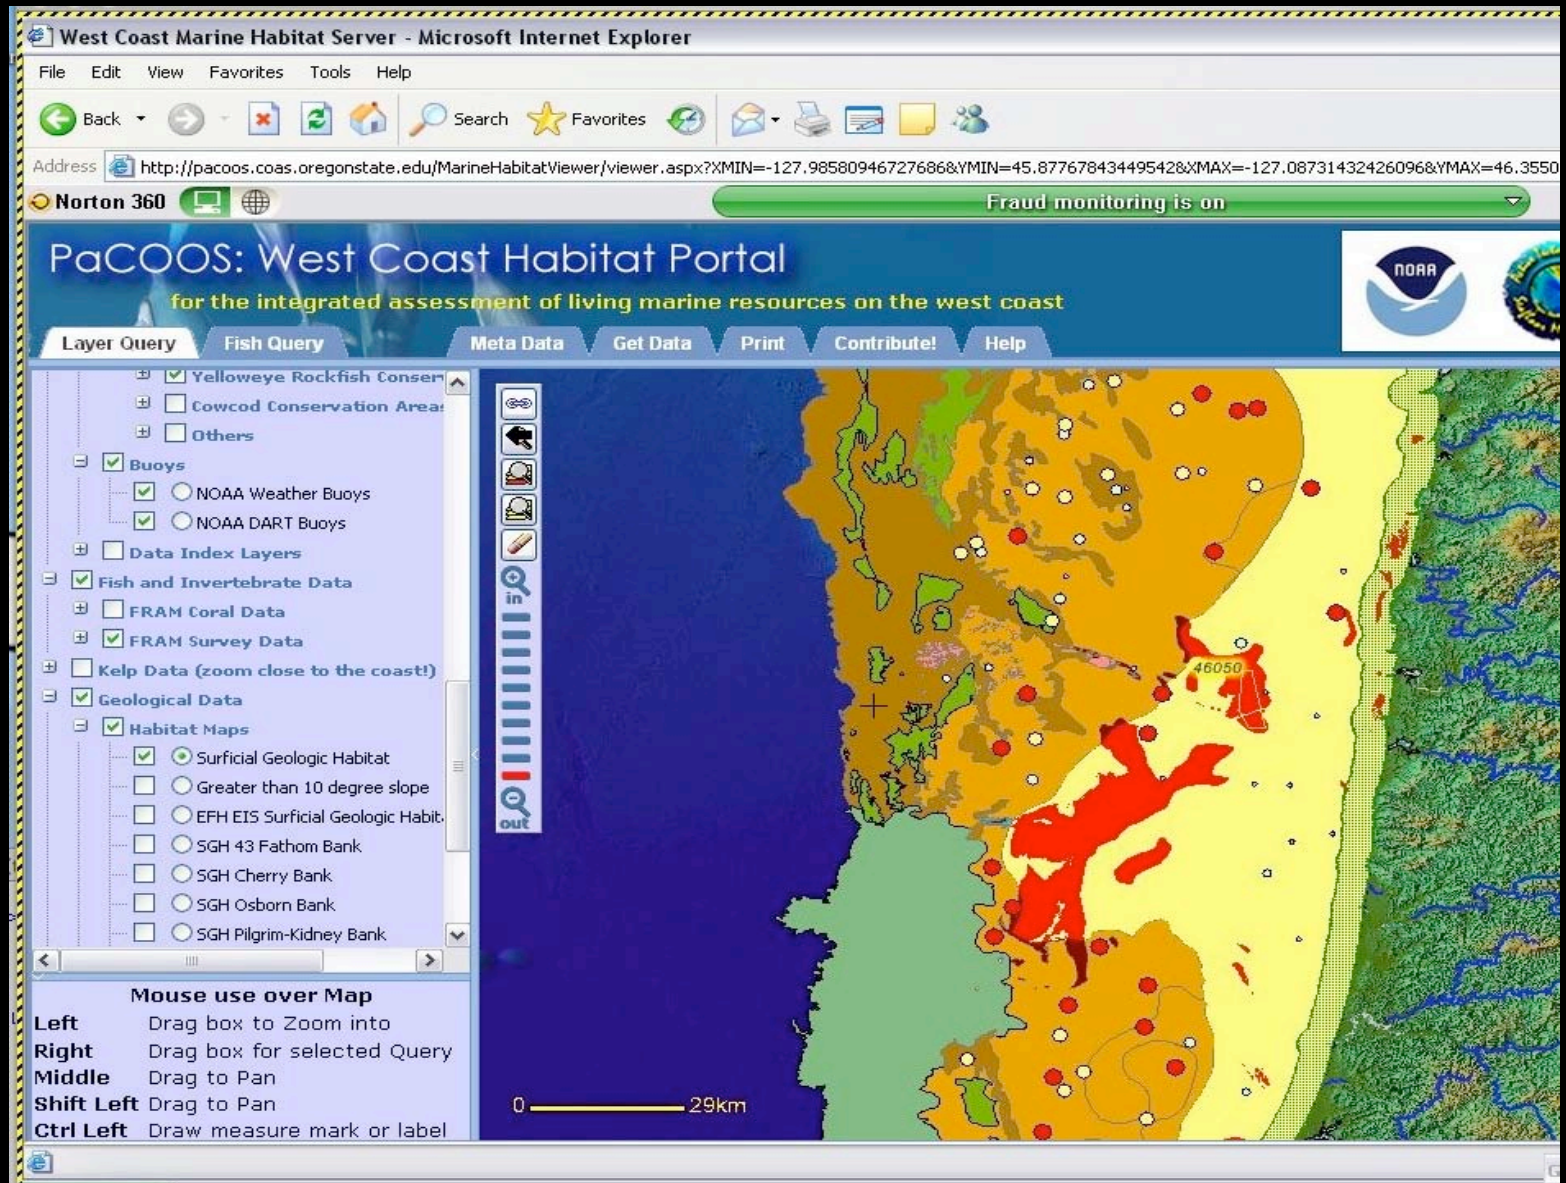 West Coast Marine Habitat Server - Microsoft Internet Explorer
File Edit View Favorites Tools Help
Back Search Favorites
Address http://pacoos.coas.oregonstate.edu/MarineHabitatViewer/viewer.aspx?XMIN=-127.98580946727686&YMIN=45.87767843449542&XMAX=-127.08731432426096&YMAX=46.3550
Norton 360 Fraud monitoring is on
PaCOOS: West Coast Habitat Portal
for the integrated assessment of living marine resources on the west coast
NOAA
Layer Query Fish Query Meta Data Get Data Print Contribute! Help
Yelloweye Rockfish Conser
Cowcod Conservation Area
Others
Buoys
NOAA Weather Buoys
NOAA DART Buoys
Data Index Layers
Fish and Invertebrate Data
FRAM Coral Data
FRAM Survey Data
Kelp Data (zoom close to the coast!)
Geological Data
Habitat Maps
Surficial Geologic Habitat
Greater than 10 degree slope
EFH EIS Surficial Geologic Habit
SGH 43 Fathom Bank
SGH Cherry Bank
SGH Osborn Bank
SGH Pilgrim-Kidney Bank
Mouse use over Map
Left Drag box to Zoom into
Right Drag box for selected Query
Middle Drag to Pan
Shift Left Drag to Pan
Ctrl Left Draw measure mark or label
in
out
46050
0 29km